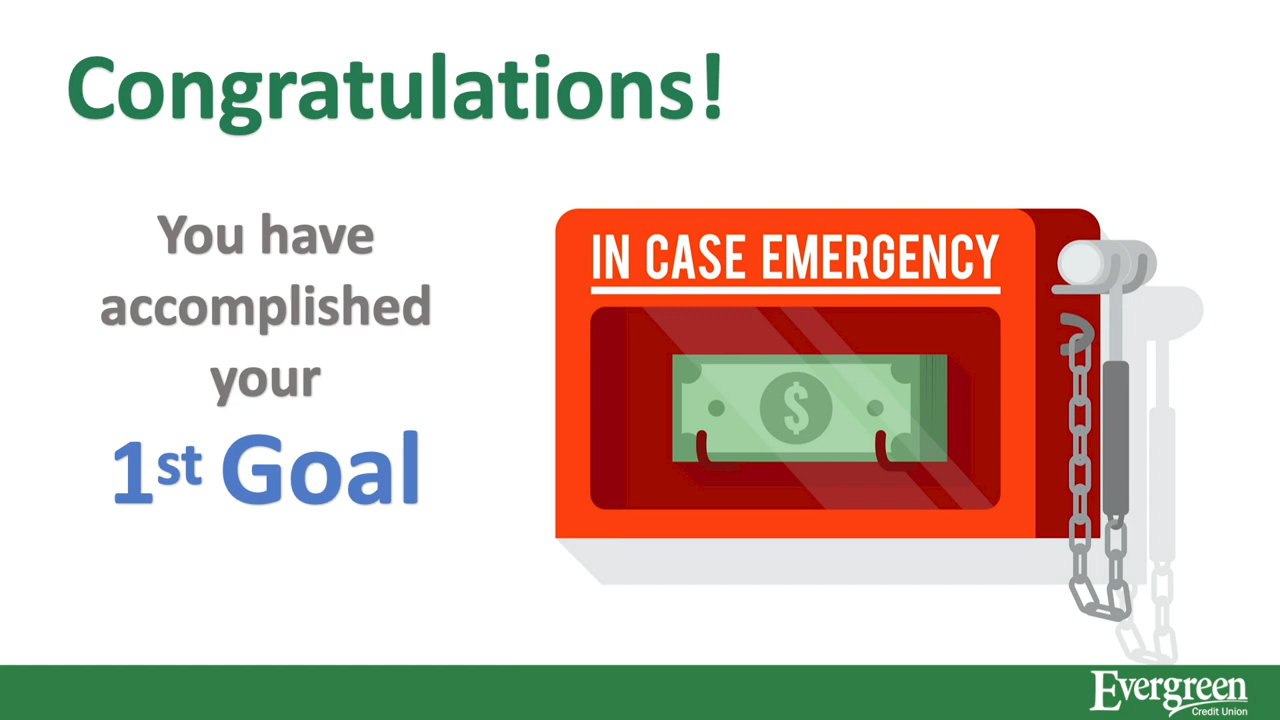 Congratulations!
You have
accomplished
your
1st Goal
IN CASE EMERGENCY
$
Evergreen
Credit Union